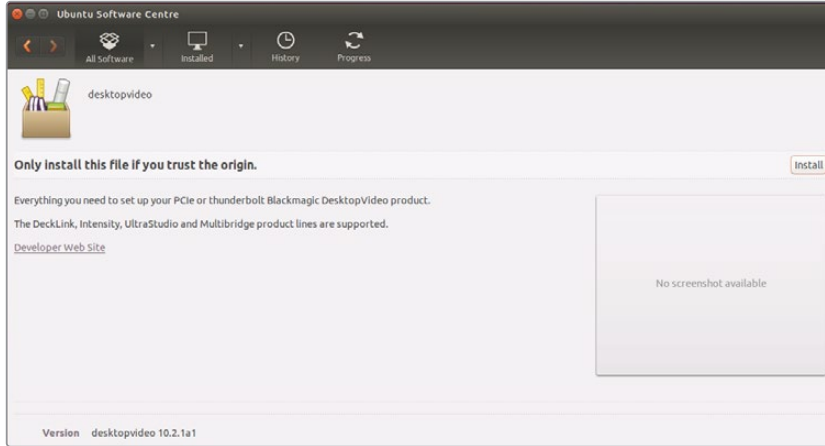 Ubuntu Software Centre
All Software
Installed
History
Progress
desktopvideo
Only install this file if you trust the origin.
Install
Everything you need to set up your PCIe or thunderbolt Blackmagic DesktopVideo product.
The DeckLink, Intensity, UltraStudio and Multibridge product lines are supported.
Developer Web Site
No screenshot available
Version desktopvideo 10.2.1a1